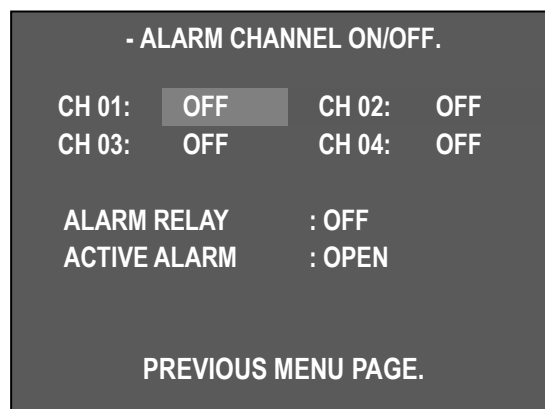 - ALARM CHANNEL ON/OFF.
CH 01: OFF CH 02: OFF
CH 03: OFF CH 04: OFF
ALARM RELAY : OFF
ACTIVE ALARM : OPEN
PREVIOUS MENU PAGE.